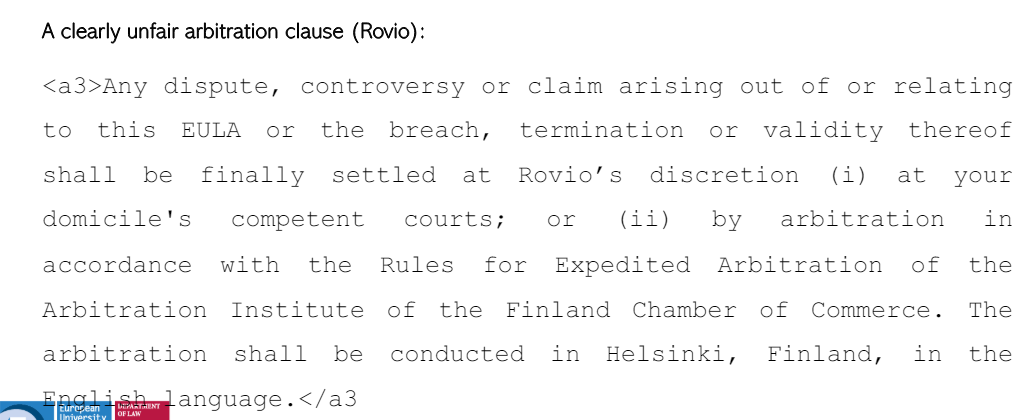 A clearly unfair arbitration clause (Rovio):
<a3>Any dispute, controversy or claim arising out of or relating
to this EULA or the breach, termination or validity thereof
shall be finally settled at Rovio’s discretion (i) at your
domicile's competent courts; or (ii) by arbitration in
accordance with the Rules for Expedited Arbitration of the
Arbitration Institute of the Finland Chamber of Commerce. The
arbitration shall be conducted in Helsinki, Finland, in the
English language.</a3
European
University
DEPARTMENT
OF LAW